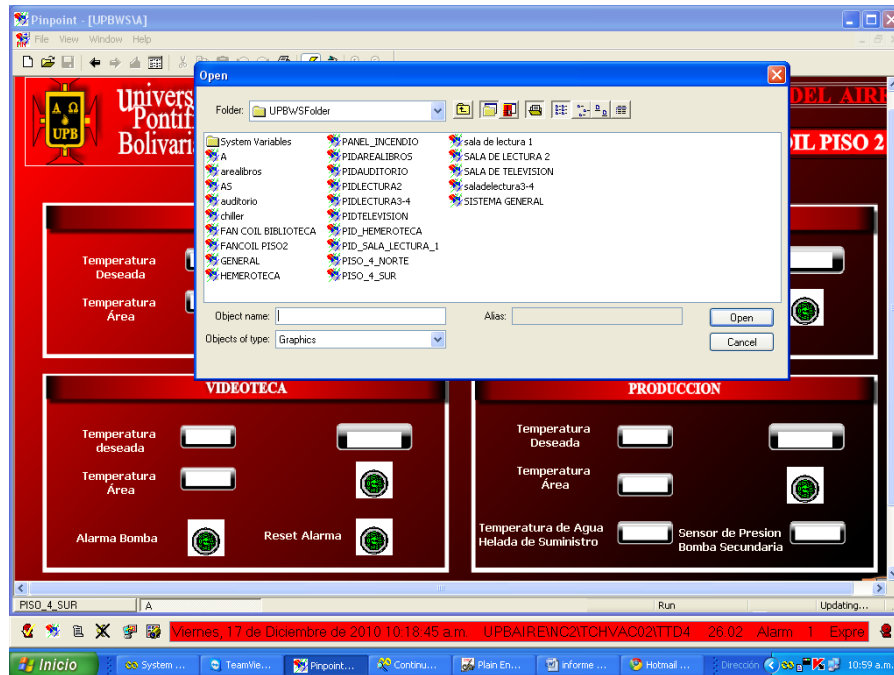 Pinpoint - [UPBWS\A]
File View Window Help
Open
Folder: UPBWSFolder
System Variables
A
arealibros
AS
auditorio
chiller
FAN COIL BIBLIOTECA
FANCOIL PISO2
GENERAL
HEMEROTECA
PANEL_INCENDIO
PIDAREALIBROS
PIDAUDITORIO
PIDLECTURA2
PIDLECTURA3-4
PIDTELEVISION
PID_HEMEROTECA
PID_SALA_LECTURA_1
PISO_4_NORTE
PISO_4_SUR
sala de lectura 1
SALA DE LECTURA 2
SALA DE TELEVISION
saladelectura3-4
SISTEMA GENERAL
Object name:
Alias:
Open
Objects of type: Graphics
Cancel
Α Ω
UPB
Univers
Pontif
Bolivari
DEL AIRE
OIL PISO 2
Temperatura
Deseada
Temperatura
Área
VIDEOTECA
Temperatura
deseada
Temperatura
Área
Alarma Bomba
Reset Alarma
PRODUCCION
Temperatura
Deseada
Temperatura
Área
Temperatura de Agua
Helada de Suministro
Sensor de Presion
Bomba Secundaria
PISO_4_SUR
A
Run
Updating...
Viernes, 17 de Diciembre de 2010 10:18:45 a.m. UPBAIRE\NC2\TCHVAC02\TTD4 26.02 Alarm 1 Expre
Inicio
System ...
TeamVie...
Pinpoint...
Continu...
Plain En...
informe ...
Hotmail ...
Dirección
10:59 a.m.